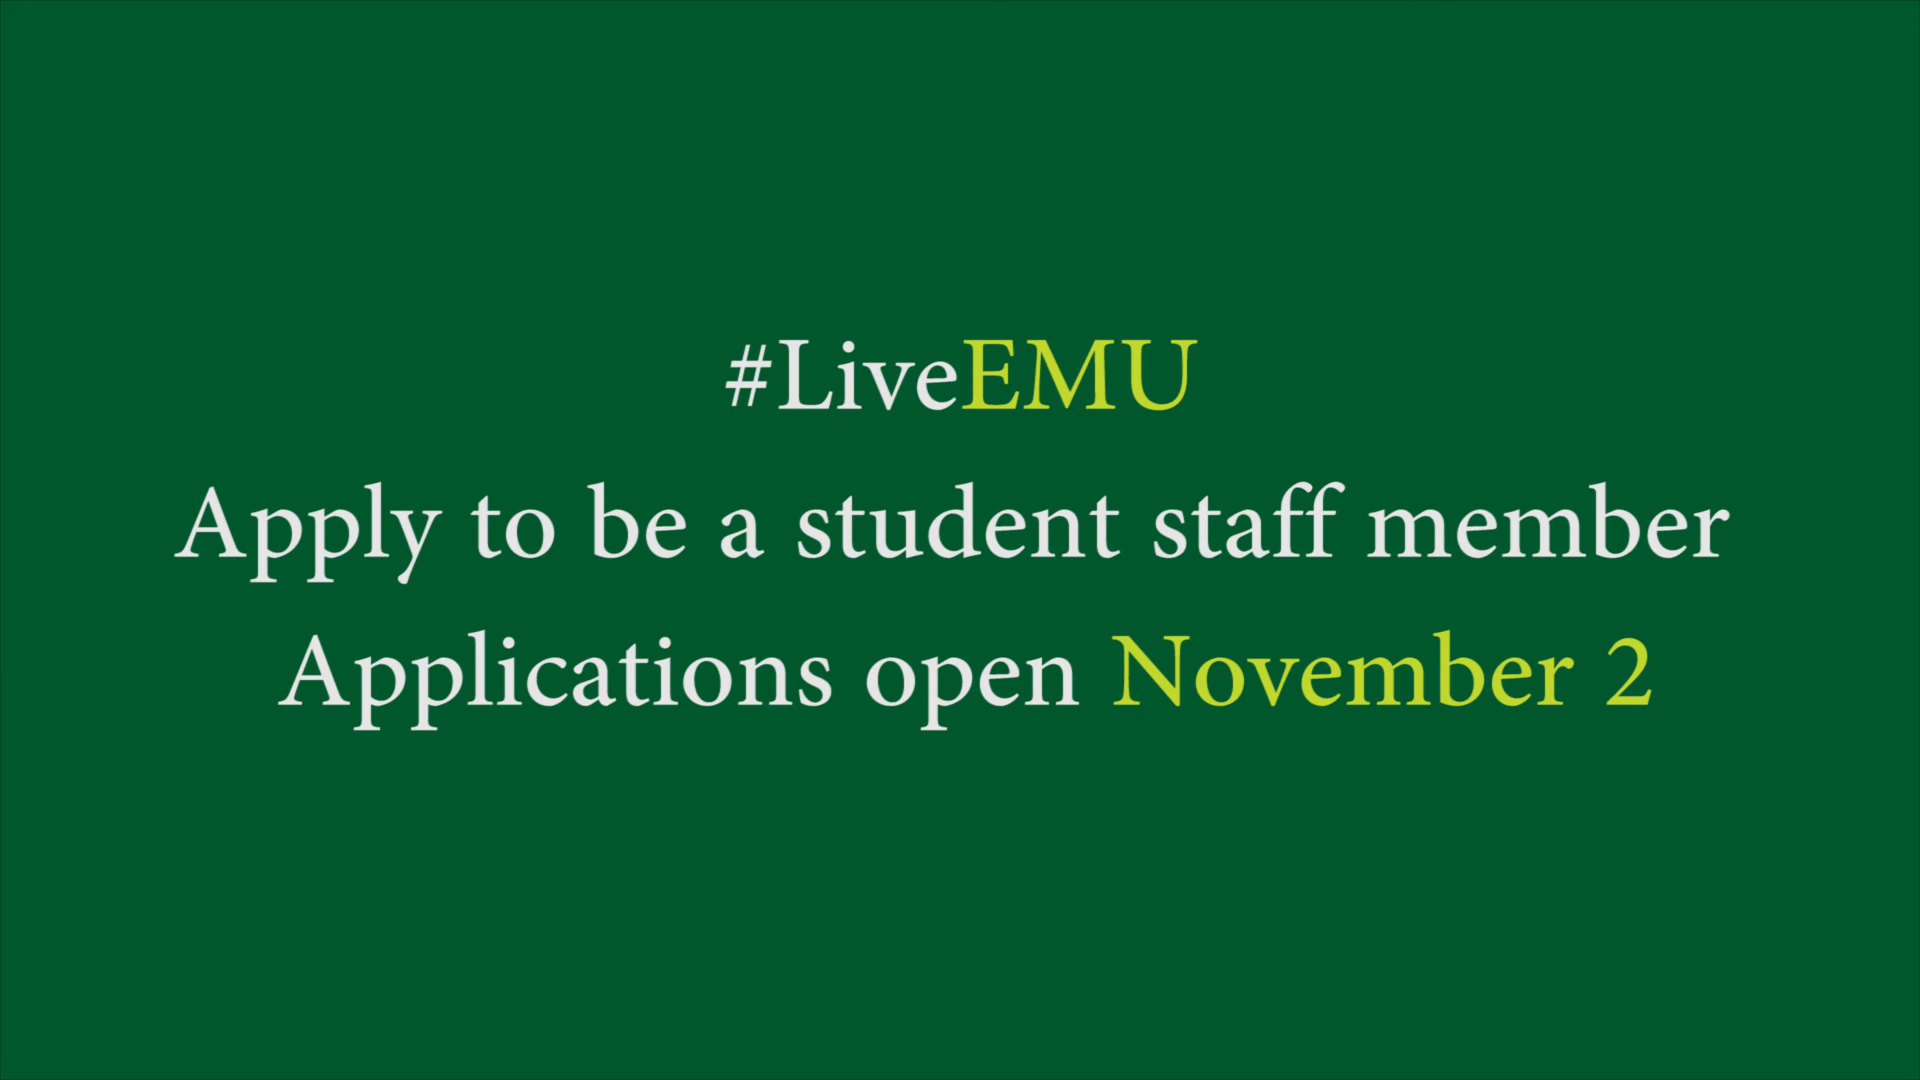 #LiveEMU
Apply to be a student staff member
Applications open November 2